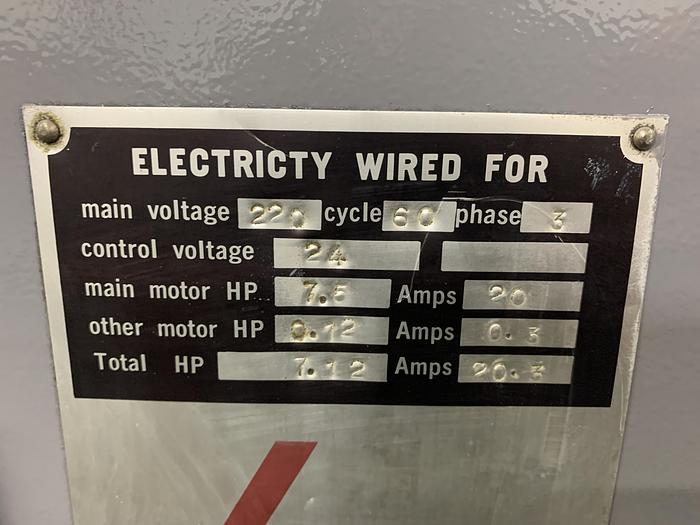 ELECTRICTY WIRED FOR
main voltage 220 cycle 60 phase 3
control voltage 24
main motor HP 7.5 Amps 20
other motor HP 0.12 Amps 0.3
Total HP 7.12 Amps 20.3